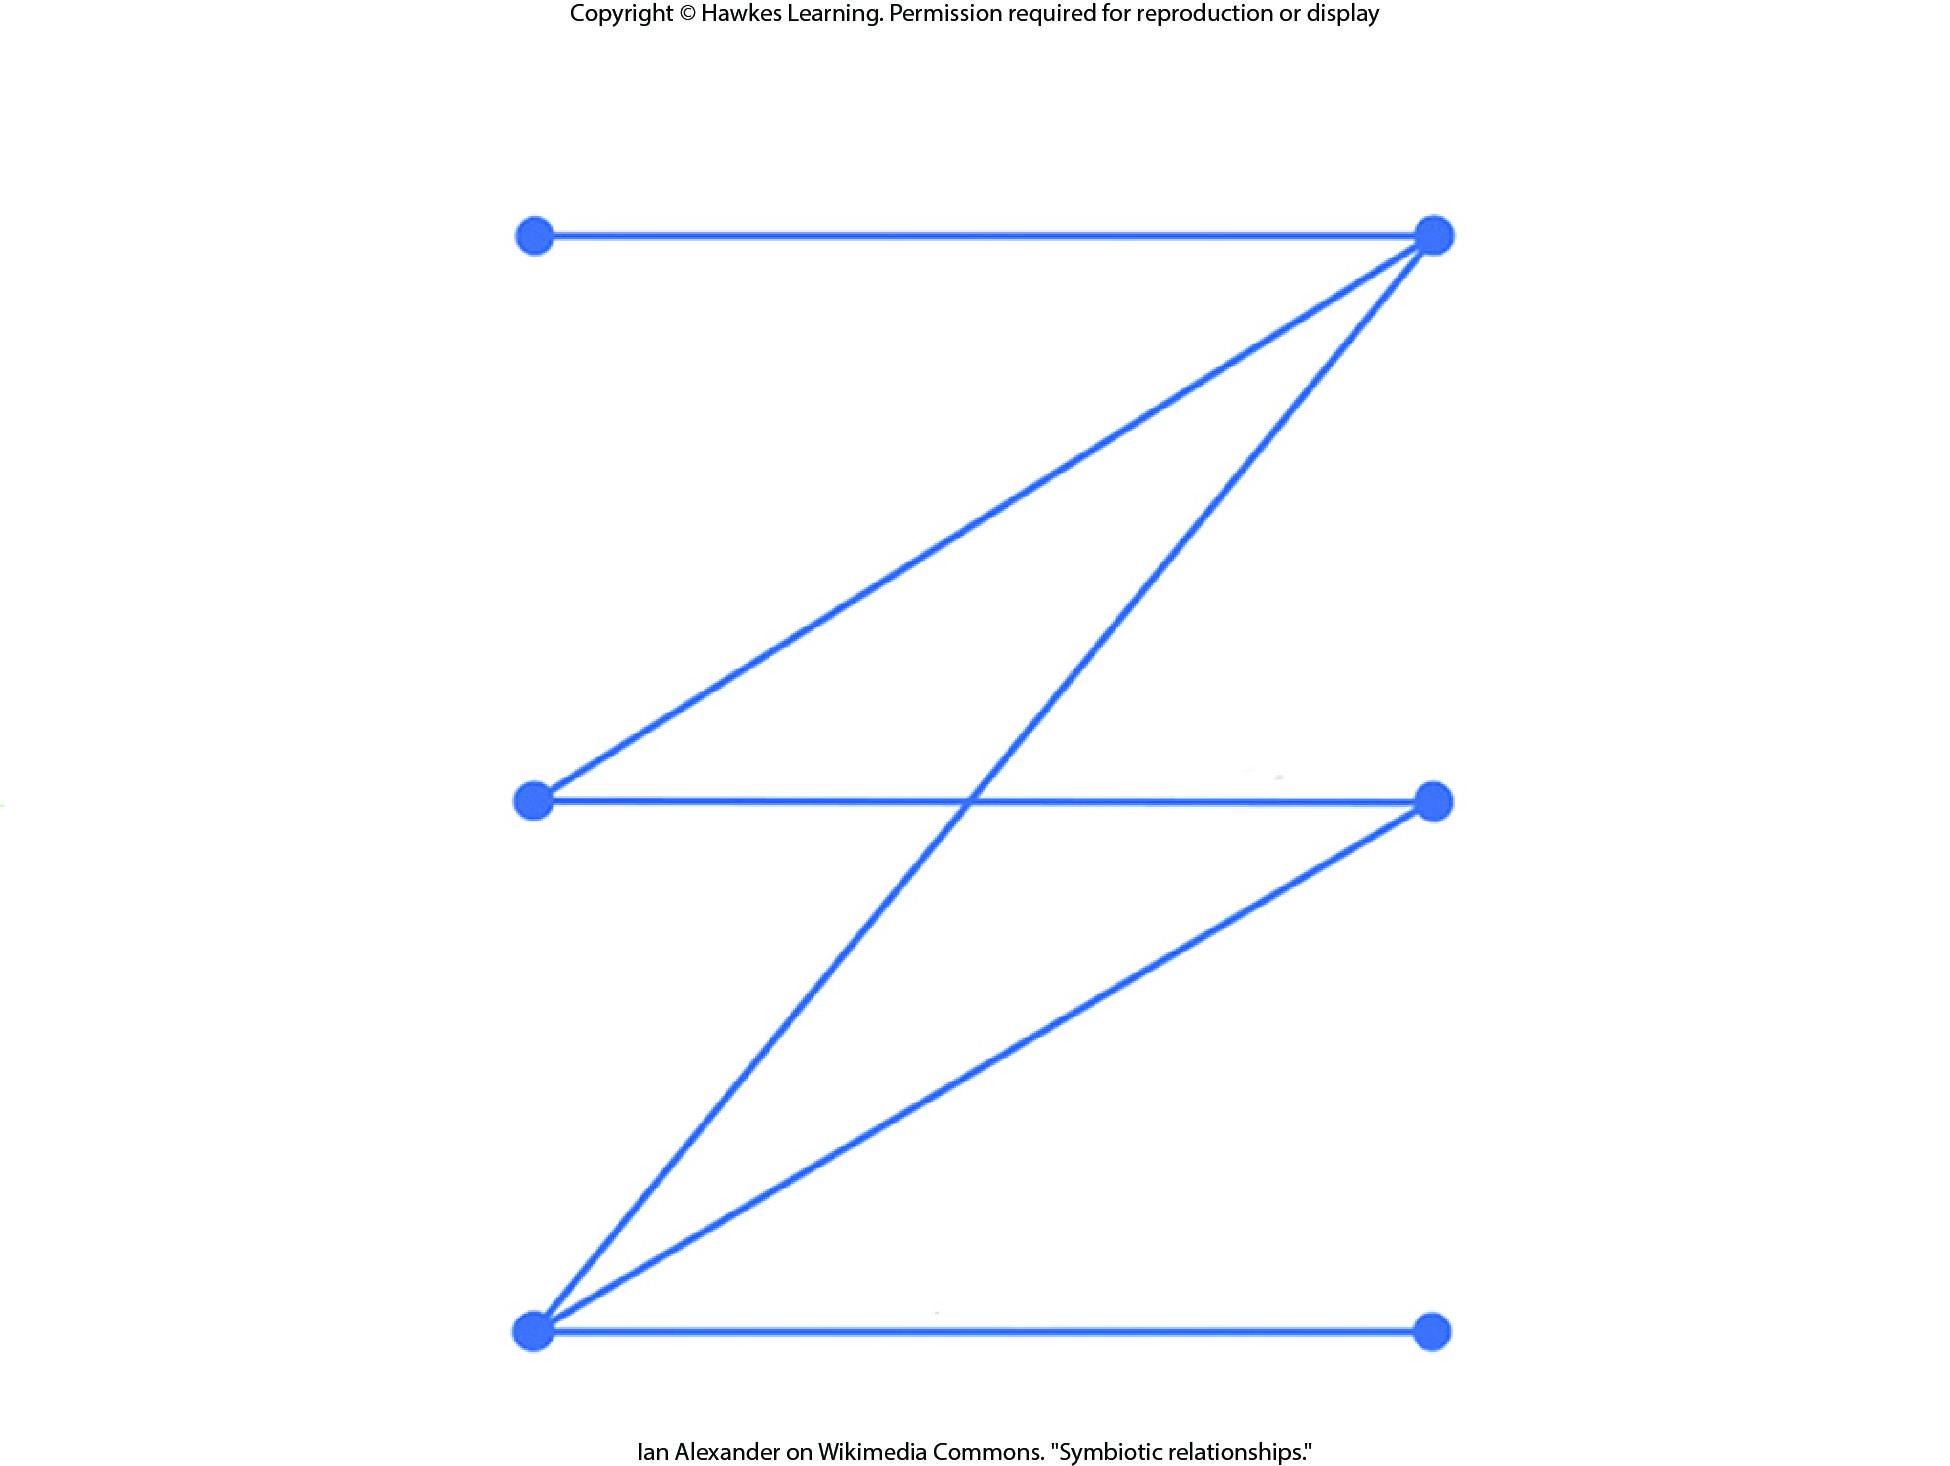 Copyright © Hawkes Learning. Permission required for reproduction or display
Ian Alexander on Wikimedia Commons. "Symbiotic relationships."